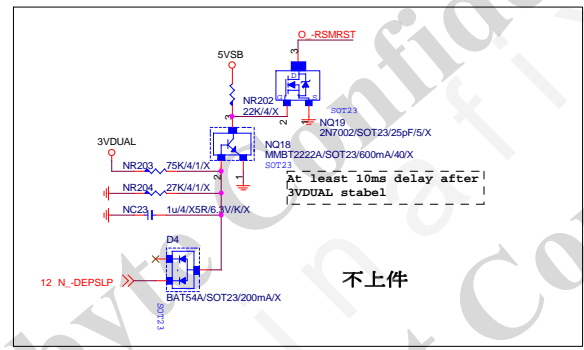 O_-RSMRST
3
5VSB
D
G
S
SOT23
NR202
22K/4/X
2
1
NQ19
2N7002/SOT23/25pF/5/X
3
3VDUAL
NQ18
MMBT2222A/SOT23/600mA/40/X
SOT23
NR203
75K/4/1/X
2
1
At least 10ms delay after
3VDUAL stabel
NR204
27K/4/1/X
NC23
1u/4/X5R/6.3V/K/X
D4
12 N_-DEPSLP
BAT54A/SOT23/200mA/X
SOT23
不上件
byte Confid
t Co